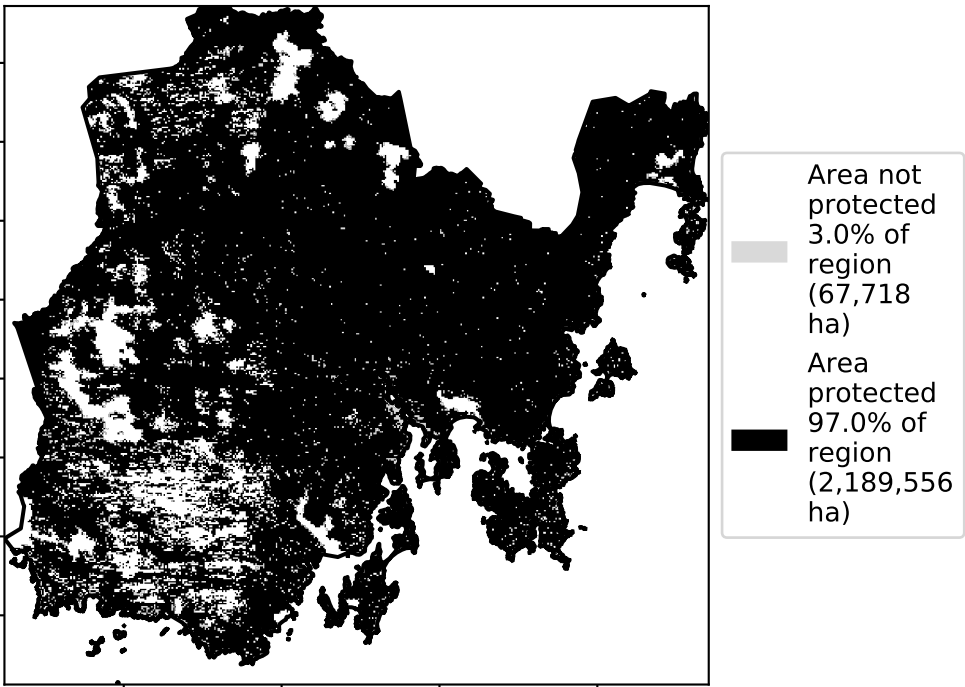 Area not
protected
3.0% of
region
(67,718
ha)
Area
protected
97.0% of
region
(2,189,556
ha)